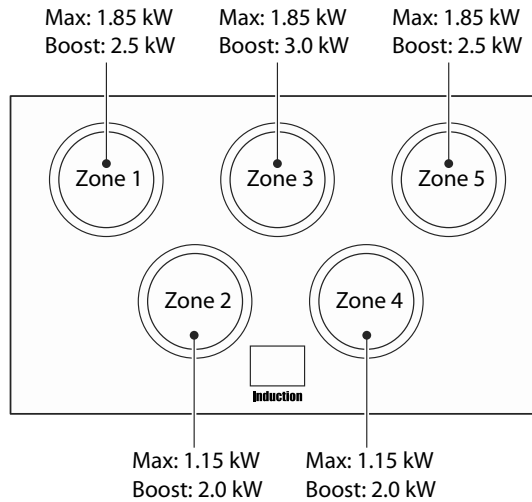 Max: 1.85 kW
Boost: 2.5 kW
Max: 1.85 kW
Boost: 3.0 kW
Max: 1.85 kW
Boost: 2.5 kW
Zone 1
Zone 3
Zone 5
Zone 2
Zone 4
Induction
Max: 1.15 kW
Boost: 2.0 kW
Max: 1.15 kW
Boost: 2.0 kW